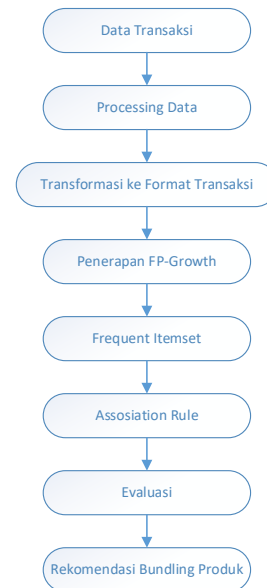 Data Transaksi
Processing Data
Transformasi ke Format Transaksi
Penerapan FP-Growth
Frequent Itemset
Assosiation Rule
Evaluasi
Rekomendasi Bundling Produk